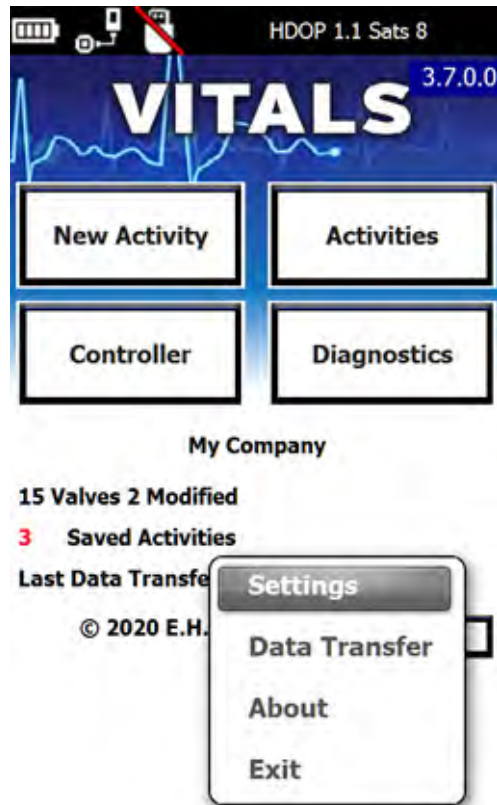 HDOP 1.1 Sats 8
VITALS
3.7.0.0
New Activity
Activities
Controller
Diagnostics
My Company
15 Valves 2 Modified
3 Saved Activities
Last Data Transfe
© 2020 E.H.
Settings
Data Transfer
About
Exit